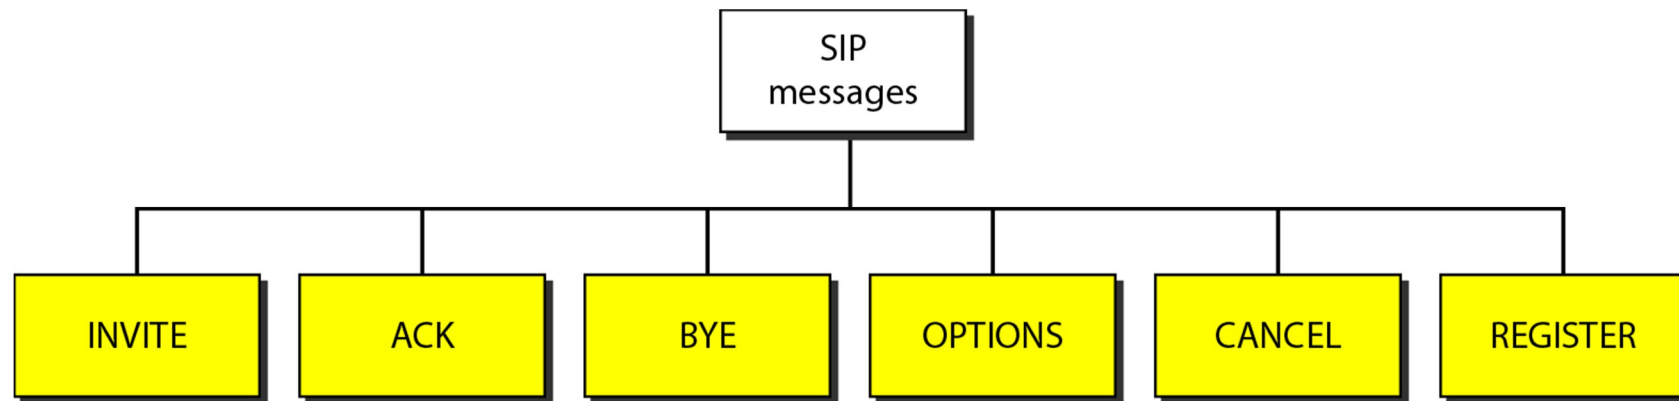 SIP
messages
INVITE
ACK
BYE
OPTIONS
CANCEL
REGISTER